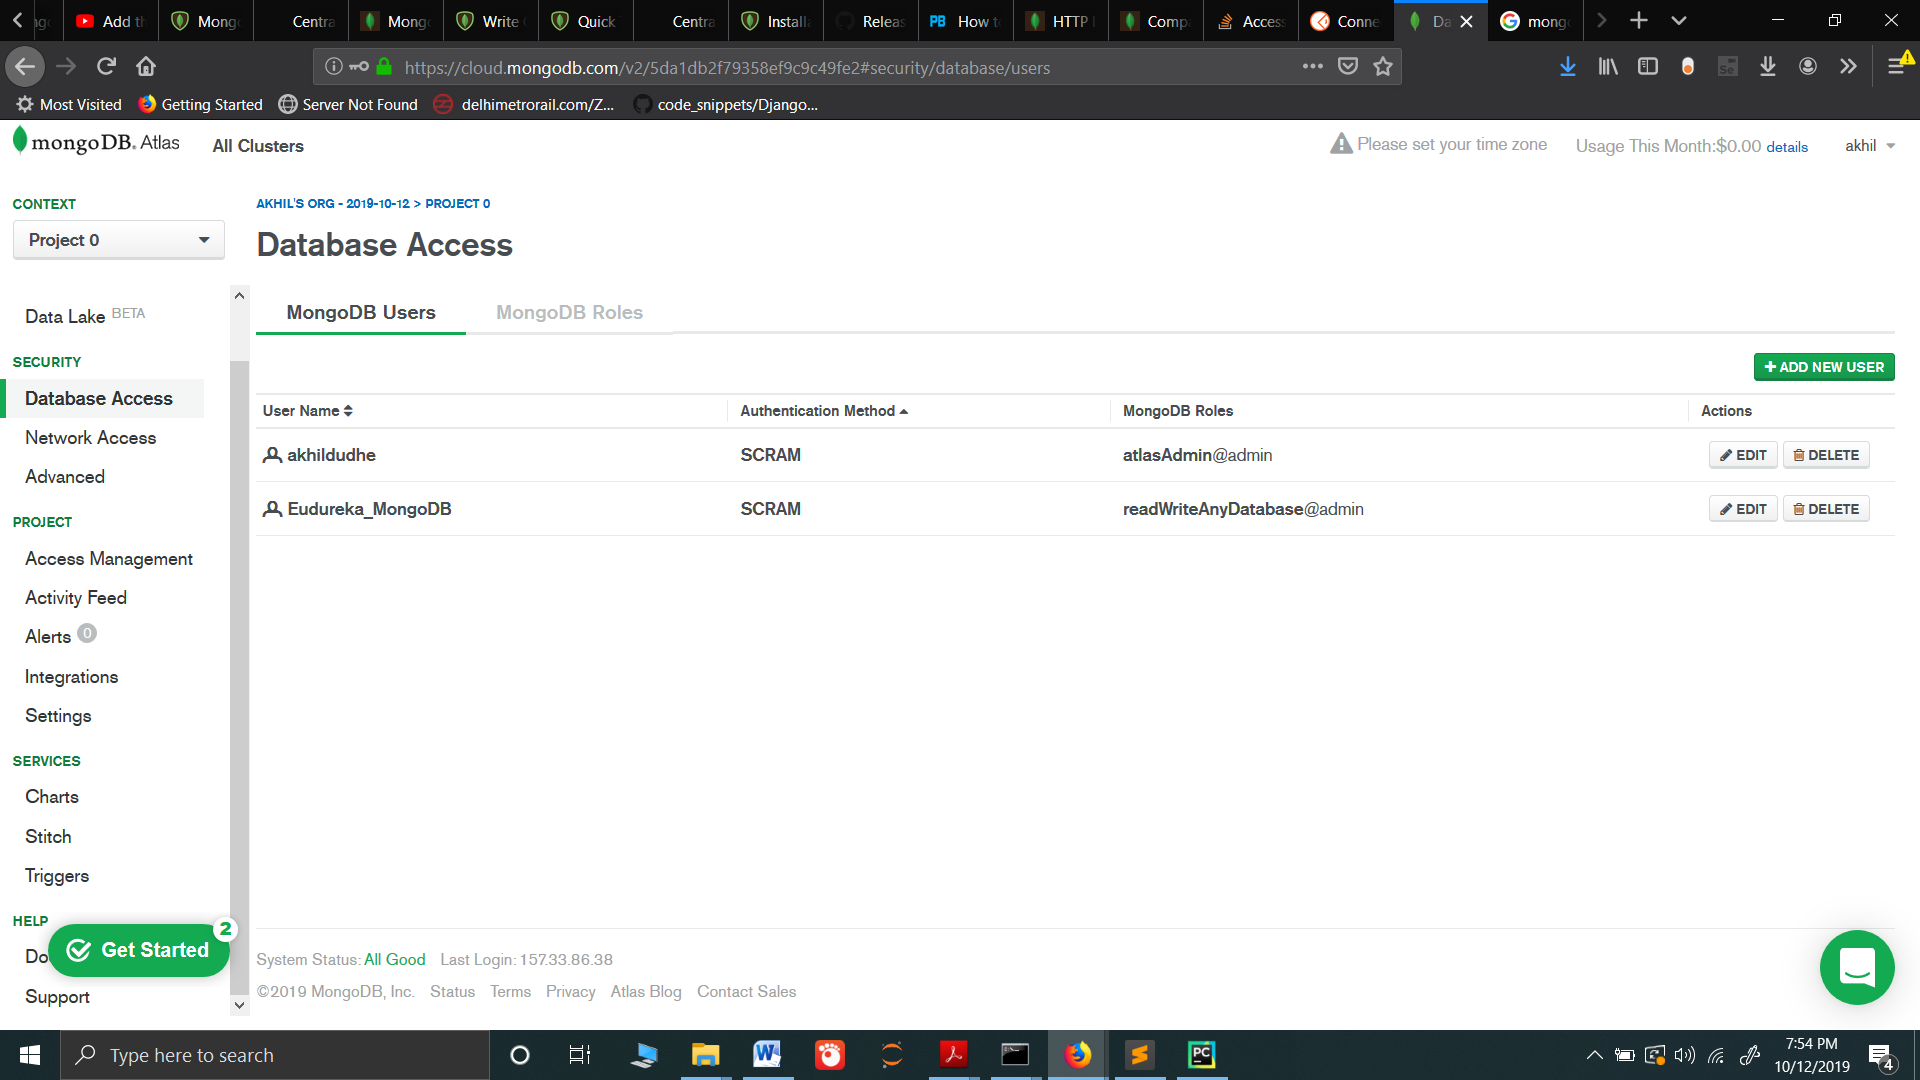 Add th
Mong
Centra
Mong
Write
Quick
Centra
Install
Releas
How t
HTTP
Comp
Access
Conne
Da
mong
https://cloud.mongodb.com/v2/5da1db2f79358ef9c9c49fe2#security/database/users
Most Visited Getting Started Server Not Found delhimetrorail.com/Z... code_snippets/Django...
mongoDB. Atlas All Clusters Please set your time zone Usage This Month:$0.00 details akhil
CONTEXT
Project 0
Data Lake BETA
SECURITY
Database Access
Network Access
Advanced
PROJECT
Access Management
Activity Feed
Alerts 0
Integrations
Settings
SERVICES
Charts
Stitch
Triggers
HELP
Do
Get Started 2
Support
AKHIL'S ORG - 2019-10-12 > PROJECT 0
Database Access
MongoDB Users MongoDB Roles
ADD NEW USER
User Name Authentication Method MongoDB Roles Actions
akhildudhe SCRAM atlasAdmin@admin EDIT DELETE
Eudureka_MongoDB SCRAM readWriteAnyDatabase@admin EDIT DELETE
System Status: All Good Last Login: 157.33.86.38
©2019 MongoDB, Inc. Status Terms Privacy Atlas Blog Contact Sales
Type here to search
7:54 PM
10/12/2019
4